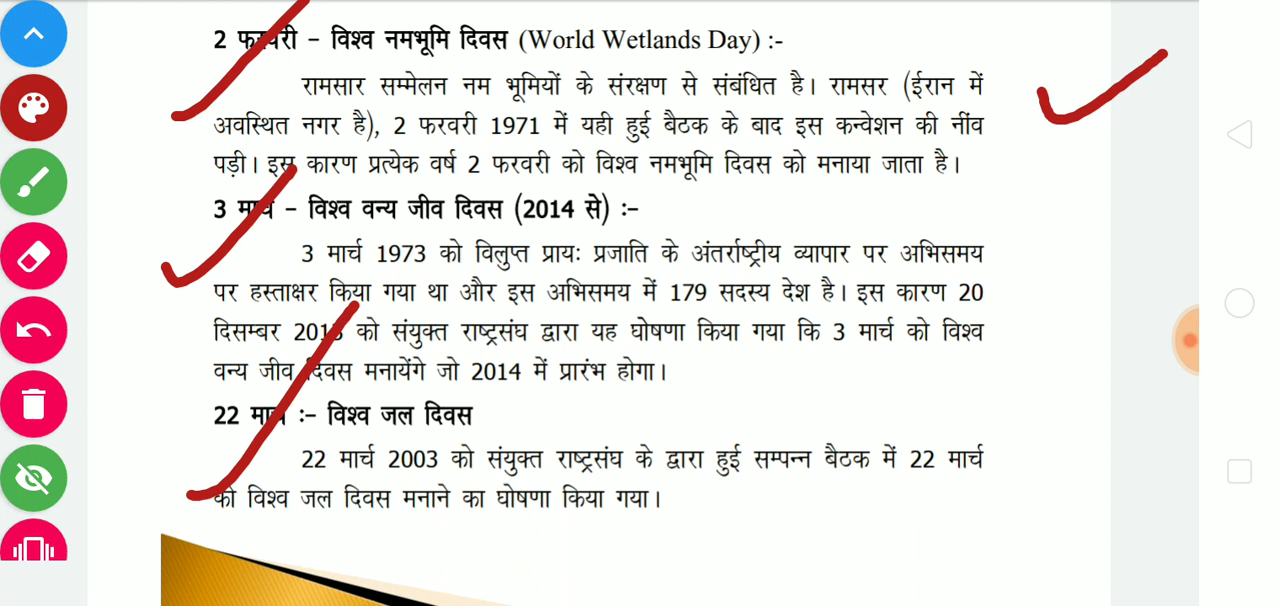 2 फरवरी – विश्व नमभूमि दिवस (World Wetlands Day) :-
रामसार सम्मेलन नम भूमियों के संरक्षण से संबंधित है। रामसर (ईरान में
अवस्थित नगर है), 2 फरवरी 1971 में यही हुई बैठक के बाद इस कन्वेशन की नींव
पड़ी। इस कारण प्रत्येक वर्ष 2 फरवरी को विश्व नमभूमि दिवस को मनाया जाता है।
3 मार्च – विश्व वन्य जीव दिवस (2014 से) :–
3 मार्च 1973 को विलुप्त प्रायः प्रजाति के अंतर्राष्ट्रीय व्यापार पर अभिसमय
पर हस्ताक्षर किया गया था और इस अभिसमय में 179 सदस्य देश है। इस कारण 20
दिसम्बर 2013 को संयुक्त राष्ट्रसंघ द्वारा यह घोषणा किया गया कि 3 मार्च को विश्व
वन्य जीव दिवस मनायेंगे जो 2014 में प्रारंभ होगा।
22 मार्च :– विश्व जल दिवस
22 मार्च 2003 को संयुक्त राष्ट्रसंघ के द्वारा हुई सम्पन्न बैठक में 22 मार्च
को विश्व जल दिवस मनाने का घोषणा किया गया।